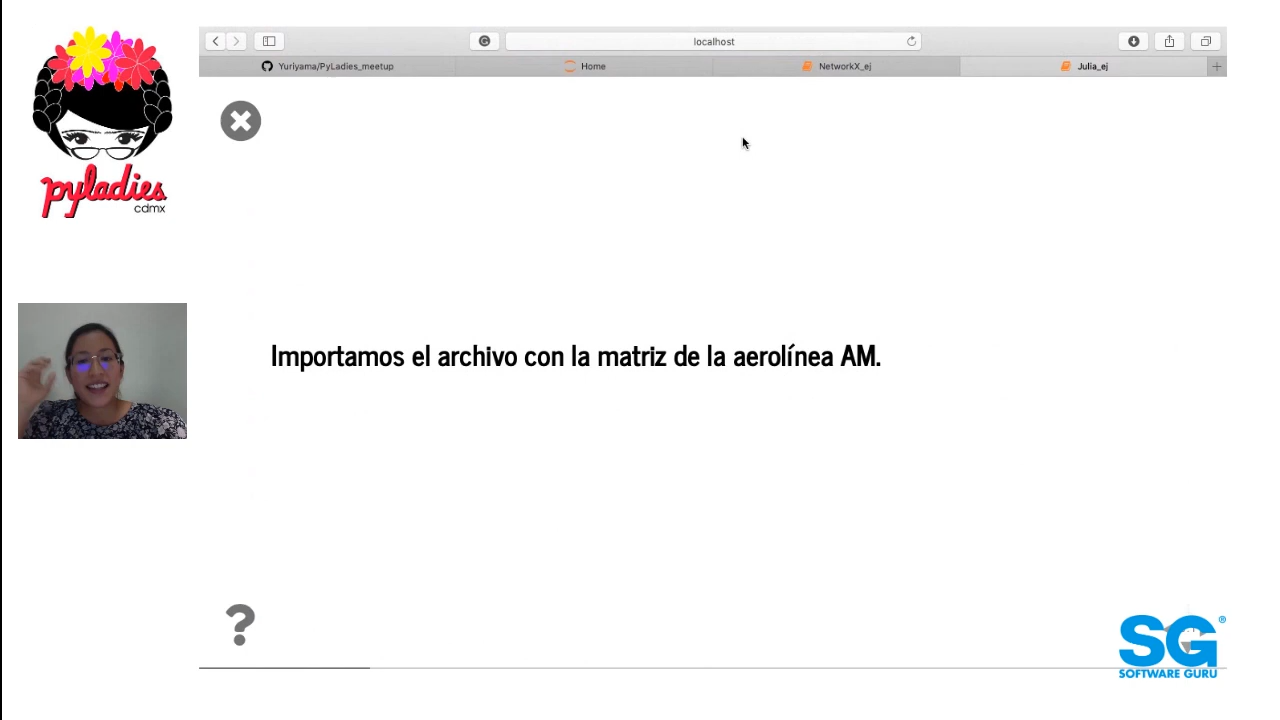 pyladies
cdmx
localhost
Yuriyama/PyLadies_meetup
Home
NetworkX_ej
Julia_ej
Importamos el archivo con la matriz de la aerolínea AM.
?
SG®
SOFTWARE GURU